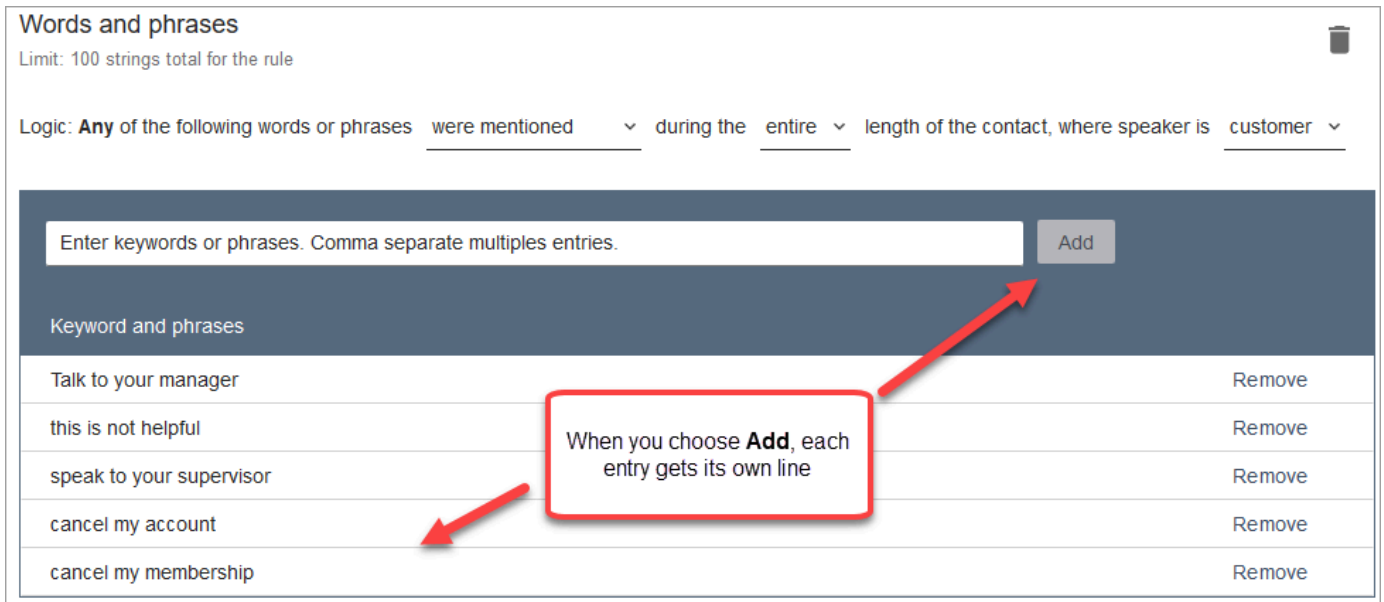 Words and phrases
Limit: 100 strings total for the rule
Logic: Any of the following words or phrases were mentioned during the entire length of the contact, where speaker is customer
Enter keywords or phrases. Comma separate multiples entries.
Add
Keyword and phrases
Talk to your manager Remove
this is not helpful Remove
speak to your supervisor Remove
cancel my account Remove
cancel my membership Remove
When you choose Add, each
entry gets its own line